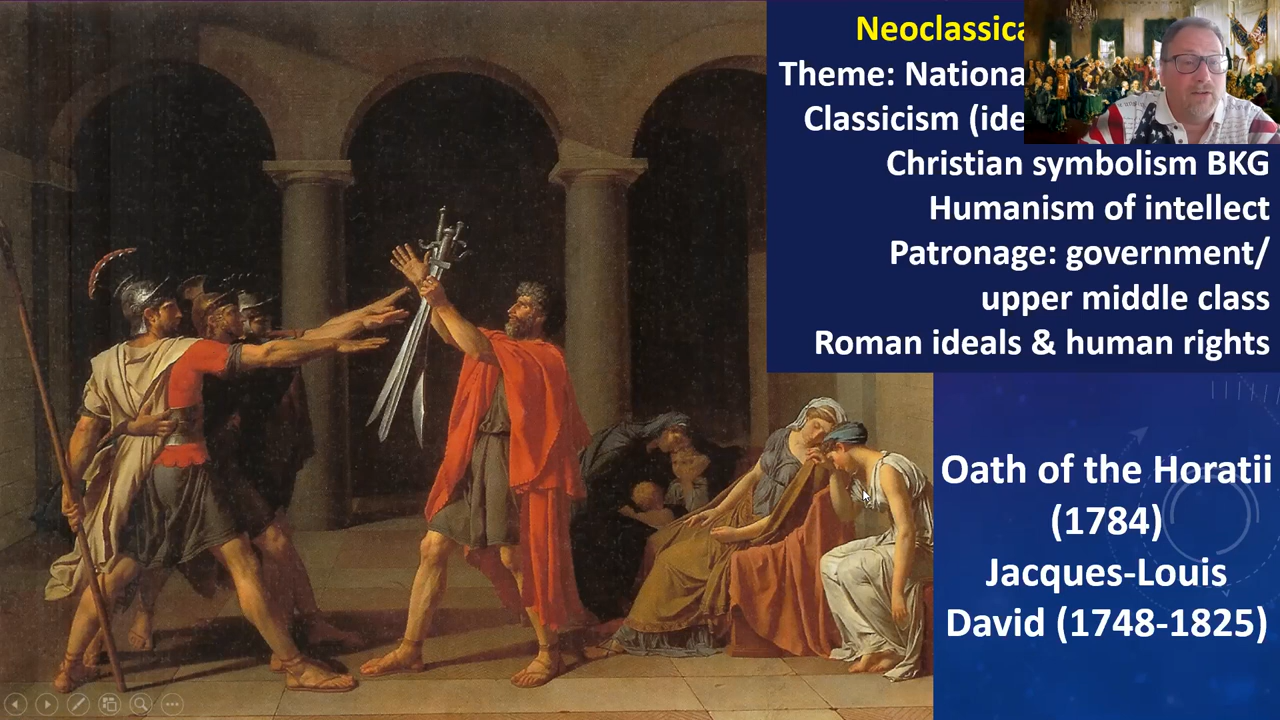 Neoclassica
Theme: Nationa
Classicism (ide
Christian symbolism BKG
Humanism of intellect
Patronage: government/
upper middle class
Roman ideals & human rights
Oath of the Horatii
(1784)
Jacques-Louis
David (1748-1825)